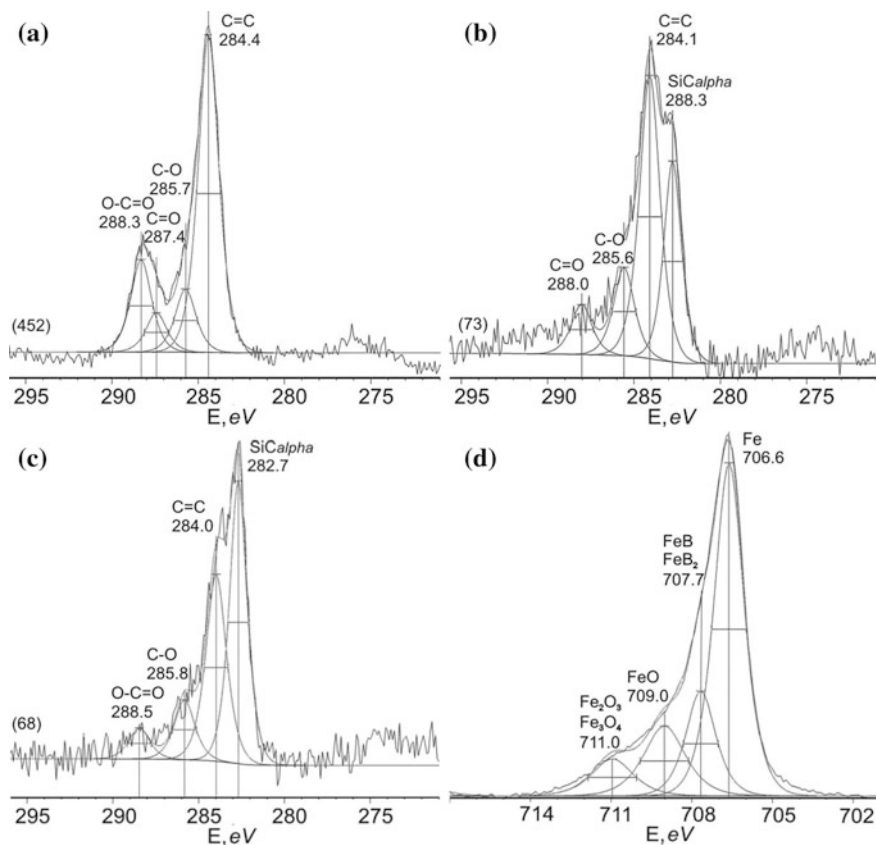 (a)
C=C
284.4
C-O
285.7
O-C=O
288.3
C=O
287.4
(452)
295 290 285 280 275
E, eV
(b)
C=C
284.1
SiCalpha
288.3
C-O
285.6
C=O
288.0
(73)
295 290 285 280 275
E, eV
(c)
SiCalpha
282.7
C=C
284.0
C-O
285.8
O-C=O
288.5
(68)
295 290 285 280 275
E, eV
(d)
Fe
706.6
FeB
FeB₂
707.7
FeO
709.0
Fe₂O₃
Fe₃O₄
711.0
714 711 708 705 702
E, eV